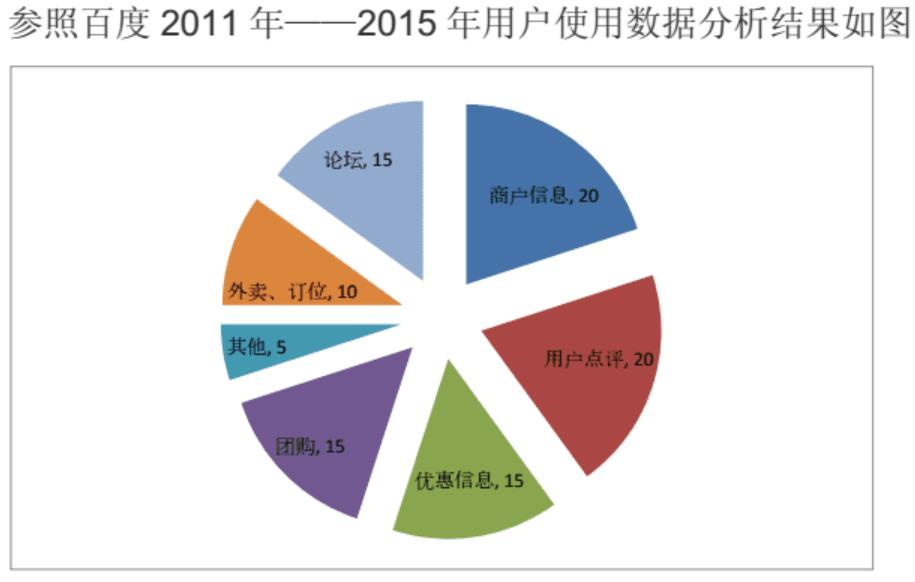 参照百度 2011 年——2015 年用户使用数据分析结果如图
论坛, 15
商户信息, 20
外卖、订位, 10
其他, 5
用户点评, 20
团购, 15
优惠信息, 15